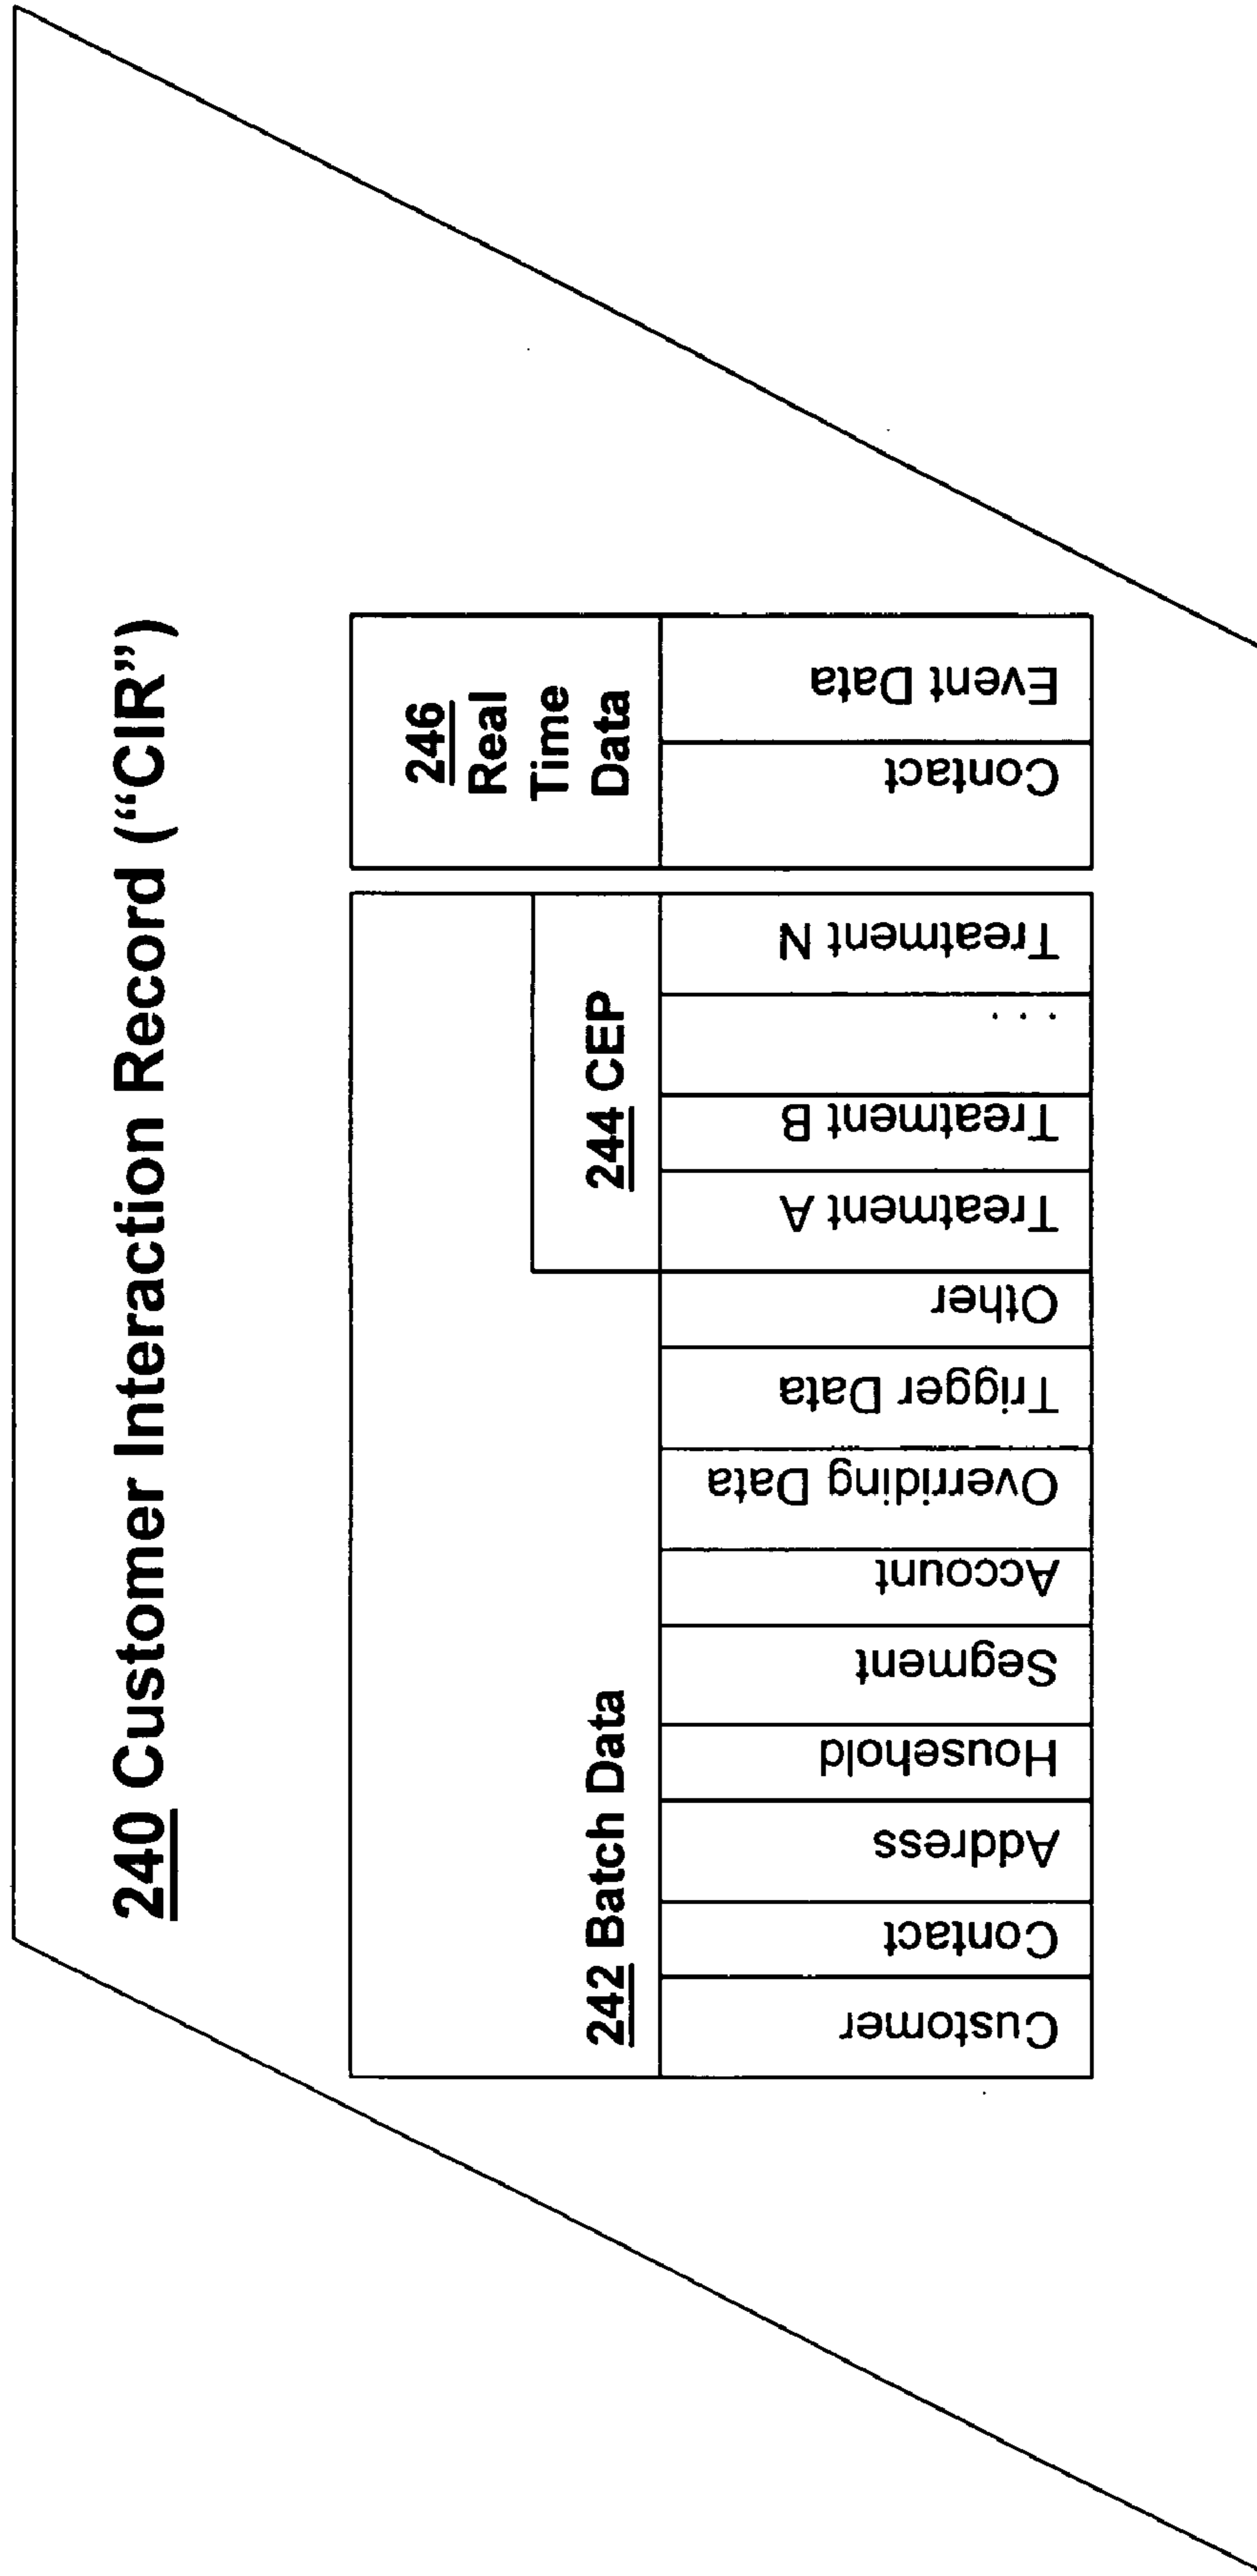 240 Customer Interaction Record (“CIR”)
242 Batch Data
244 CEP
246
Real
Time
Data
Customer
Contact
Address
Household
Segment
Account
Overriding Data
Trigger Data
Other
Treatment A
Treatment B
. . .
Treatment N
Contact
Event Data